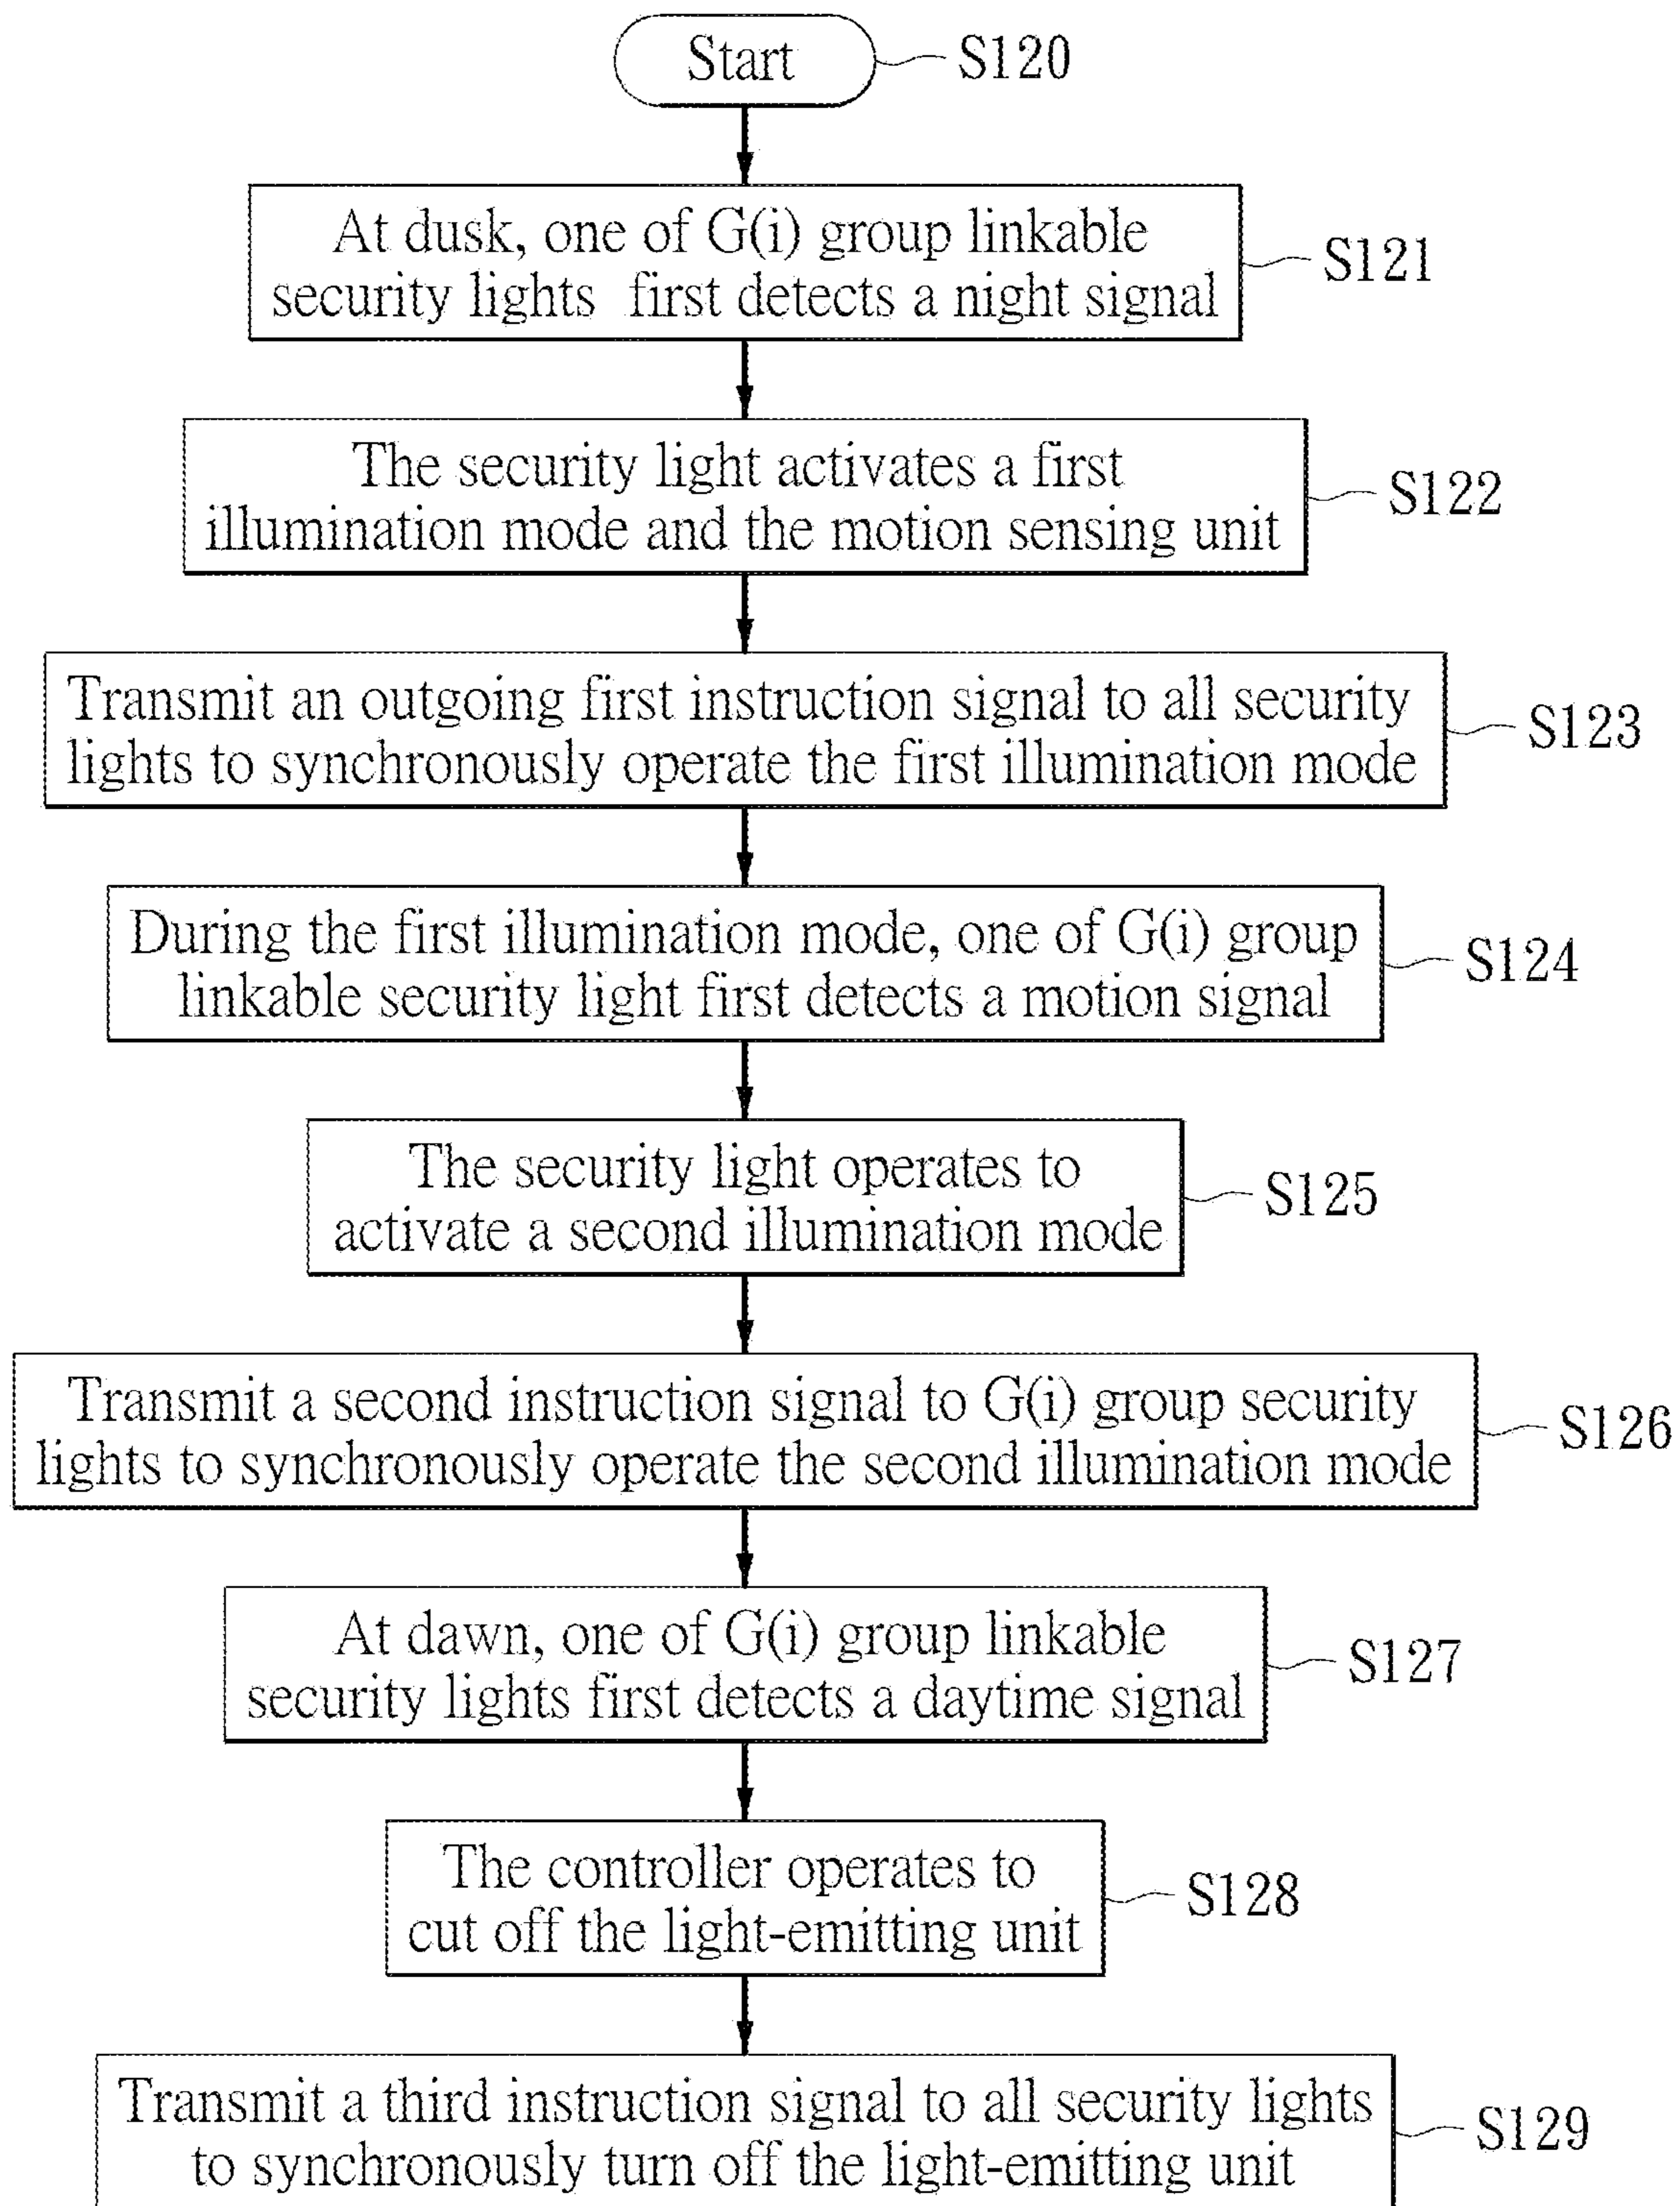 Start
S120
At dusk, one of G(i) group linkable
security lights first detects a night signal
S121
The security light activates a first
illumination mode and the motion sensing unit
S122
Transmit an outgoing first instruction signal to all security
lights to synchronously operate the first illumination mode
S123
During the first illumination mode, one of G(i) group
linkable security light first detects a motion signal
S124
The security light operates to
activate a second illumination mode
S125
Transmit a second instruction signal to G(i) group security
lights to synchronously operate the second illumination mode
S126
At dawn, one of G(i) group linkable
security lights first detects a daytime signal
S127
The controller operates to
cut off the light-emitting unit
S128
Transmit a third instruction signal to all security lights
to synchronously turn off the light-emitting unit
S129